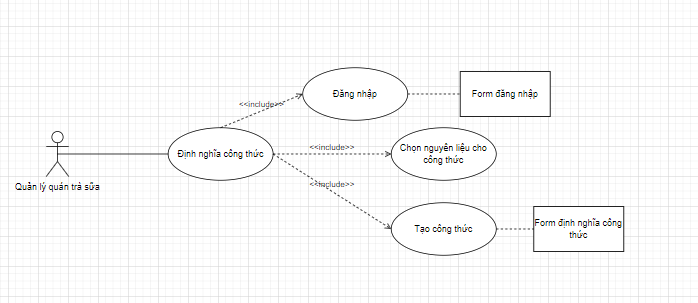 Đăng nhập
Form đăng nhập
<<include>>
Định nghĩa công thức
<<include>>
Chọn nguyên liệu cho
công thức
Quản lý quán trà sữa
<<include>>
Tạo công thức
Form định nghĩa công
thức